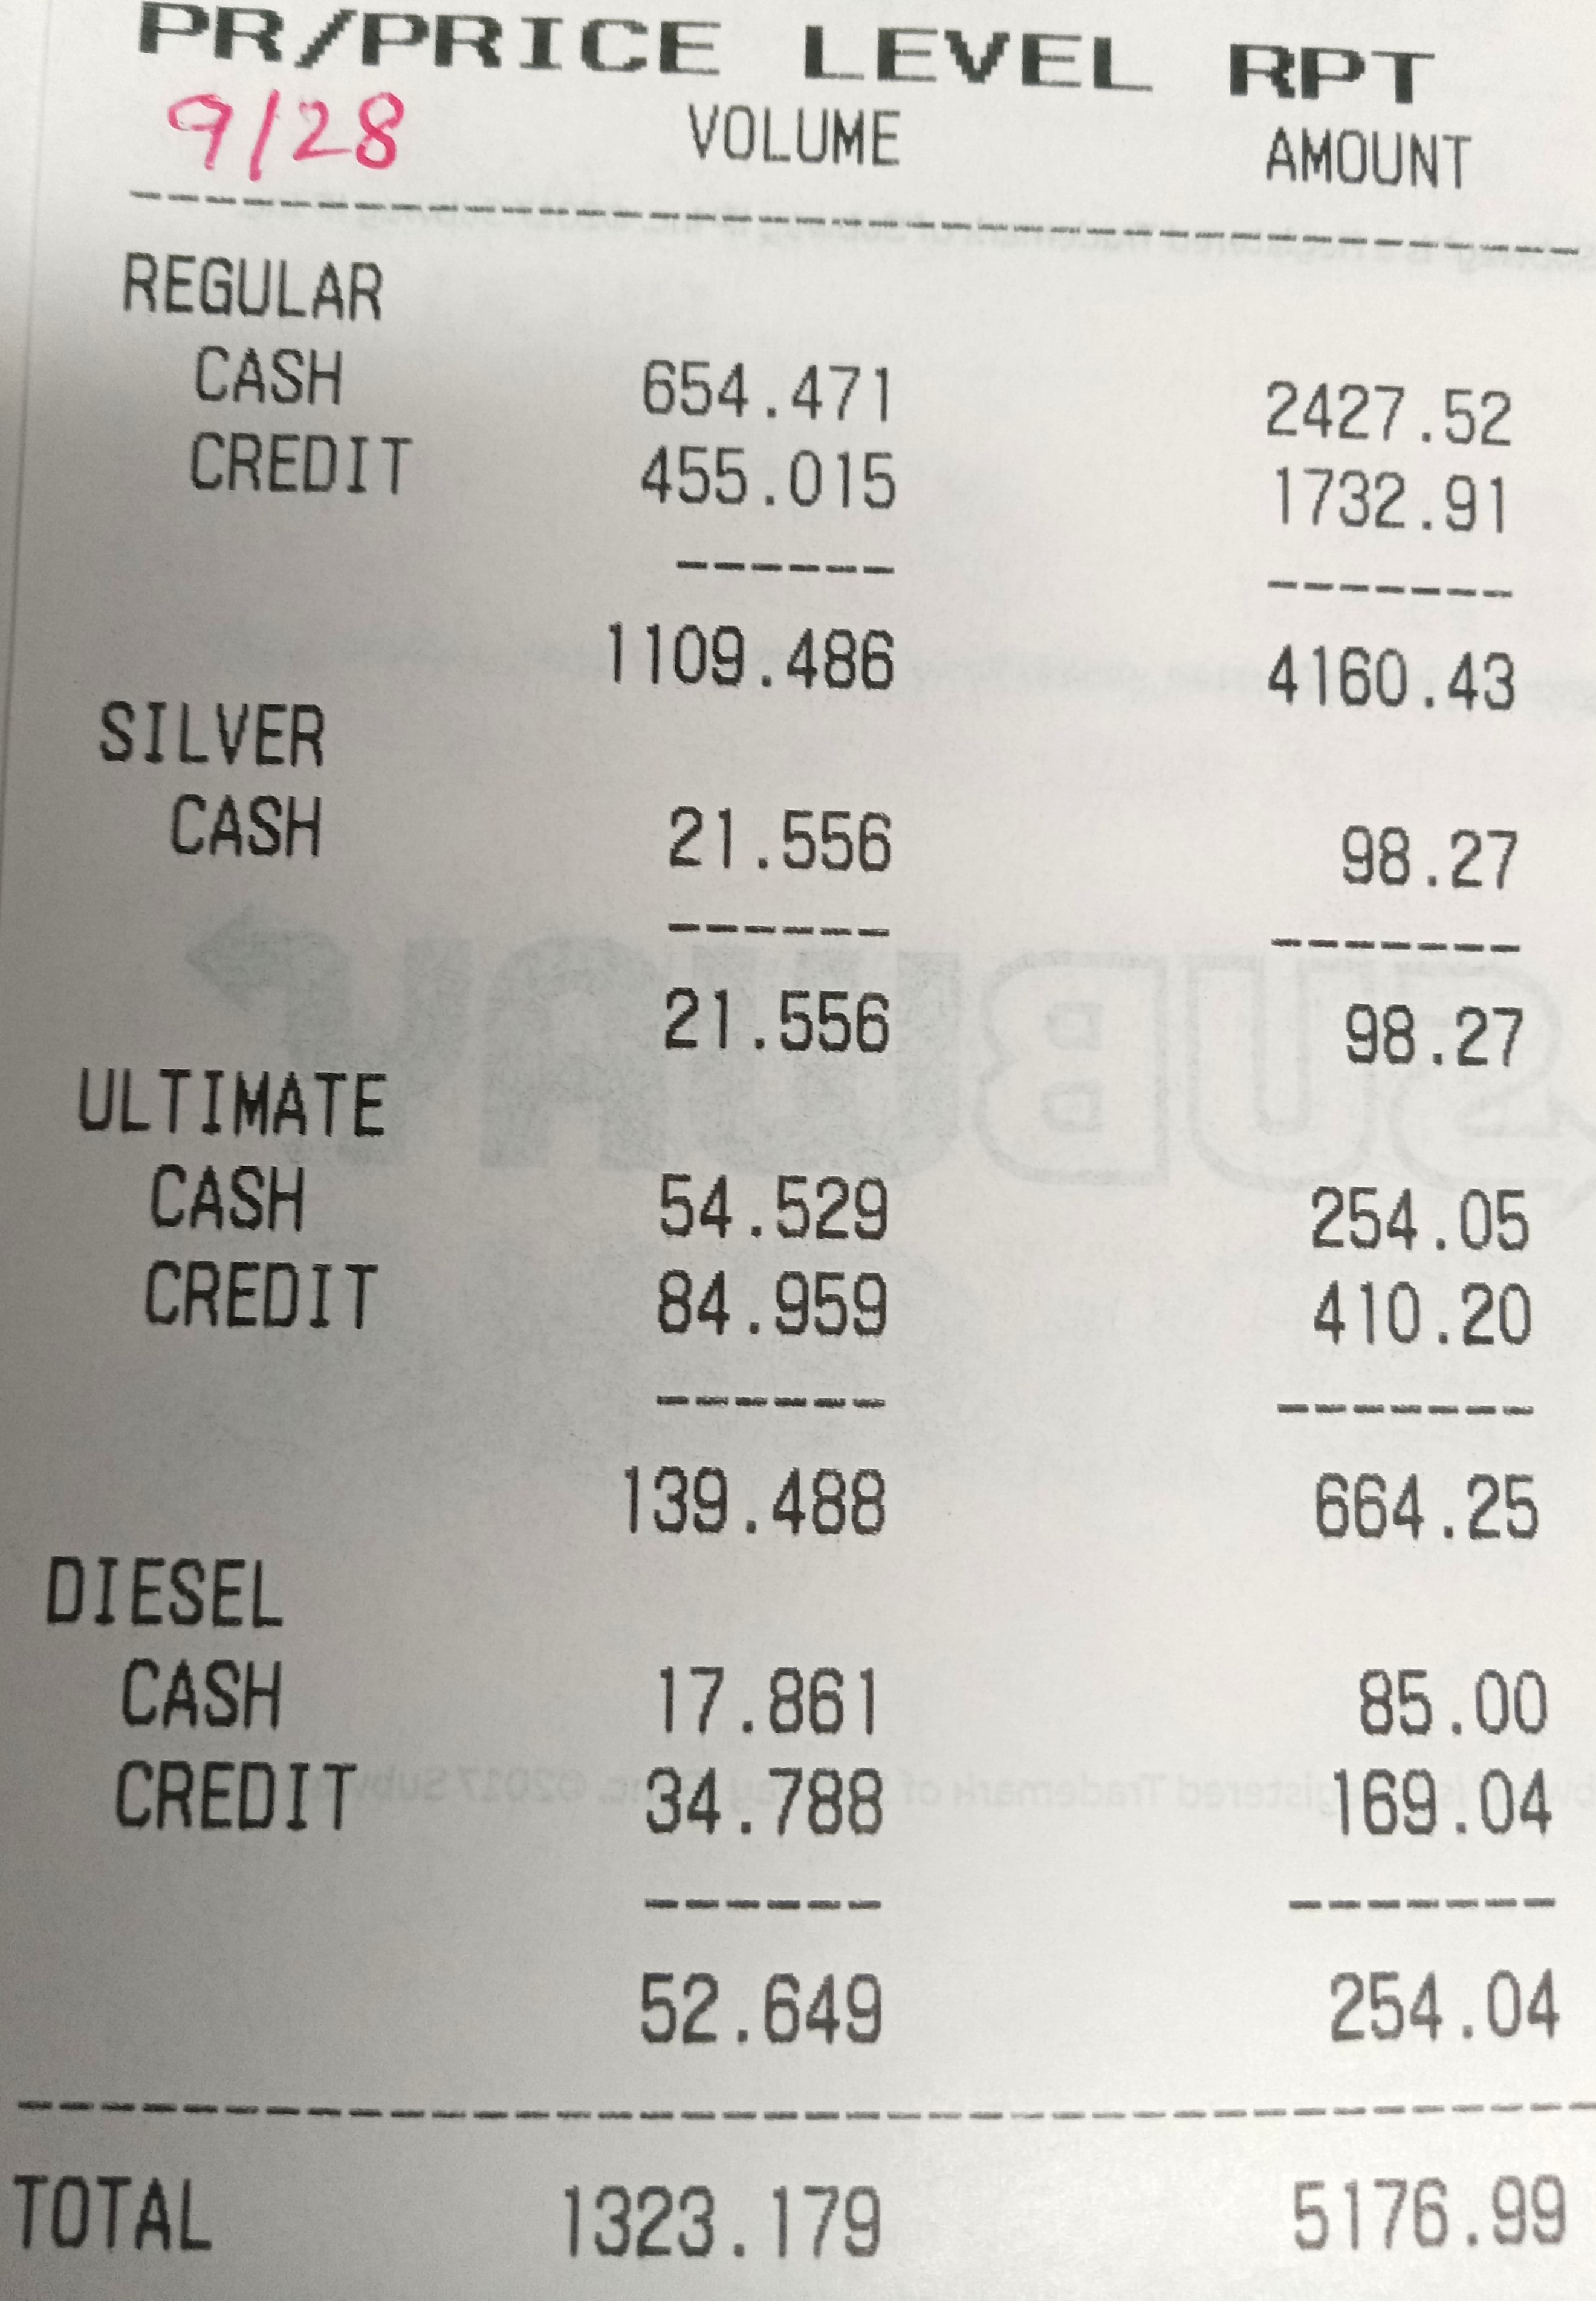 PR/PRICE LEVEL RPT
9/28 VOLUME AMOUNT
REGULAR
CASH 654.471 2427.52
CREDIT 455.015 1732.91
1109.486 4160.43
SILVER
CASH 21.556 98.27
21.556 98.27
ULTIMATE
CASH 54.529 254.05
CREDIT 84.959 410.20
139.488 664.25
DIESEL
CASH 17.861 85.00
CREDIT 34.788 169.04
52.649 254.04
TOTAL 1323.179 5176.99